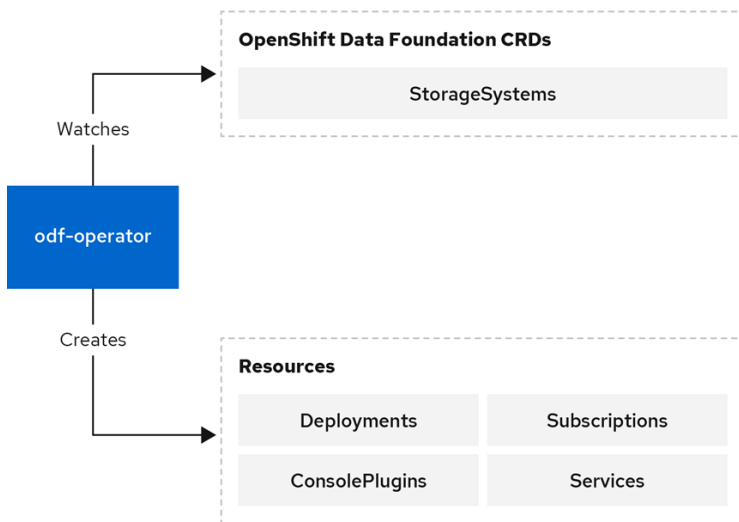 OpenShift Data Foundation CRDs
StorageSystems
Watches
odf-operator
Creates
Resources
Deployments
Subscriptions
ConsolePlugins
Services